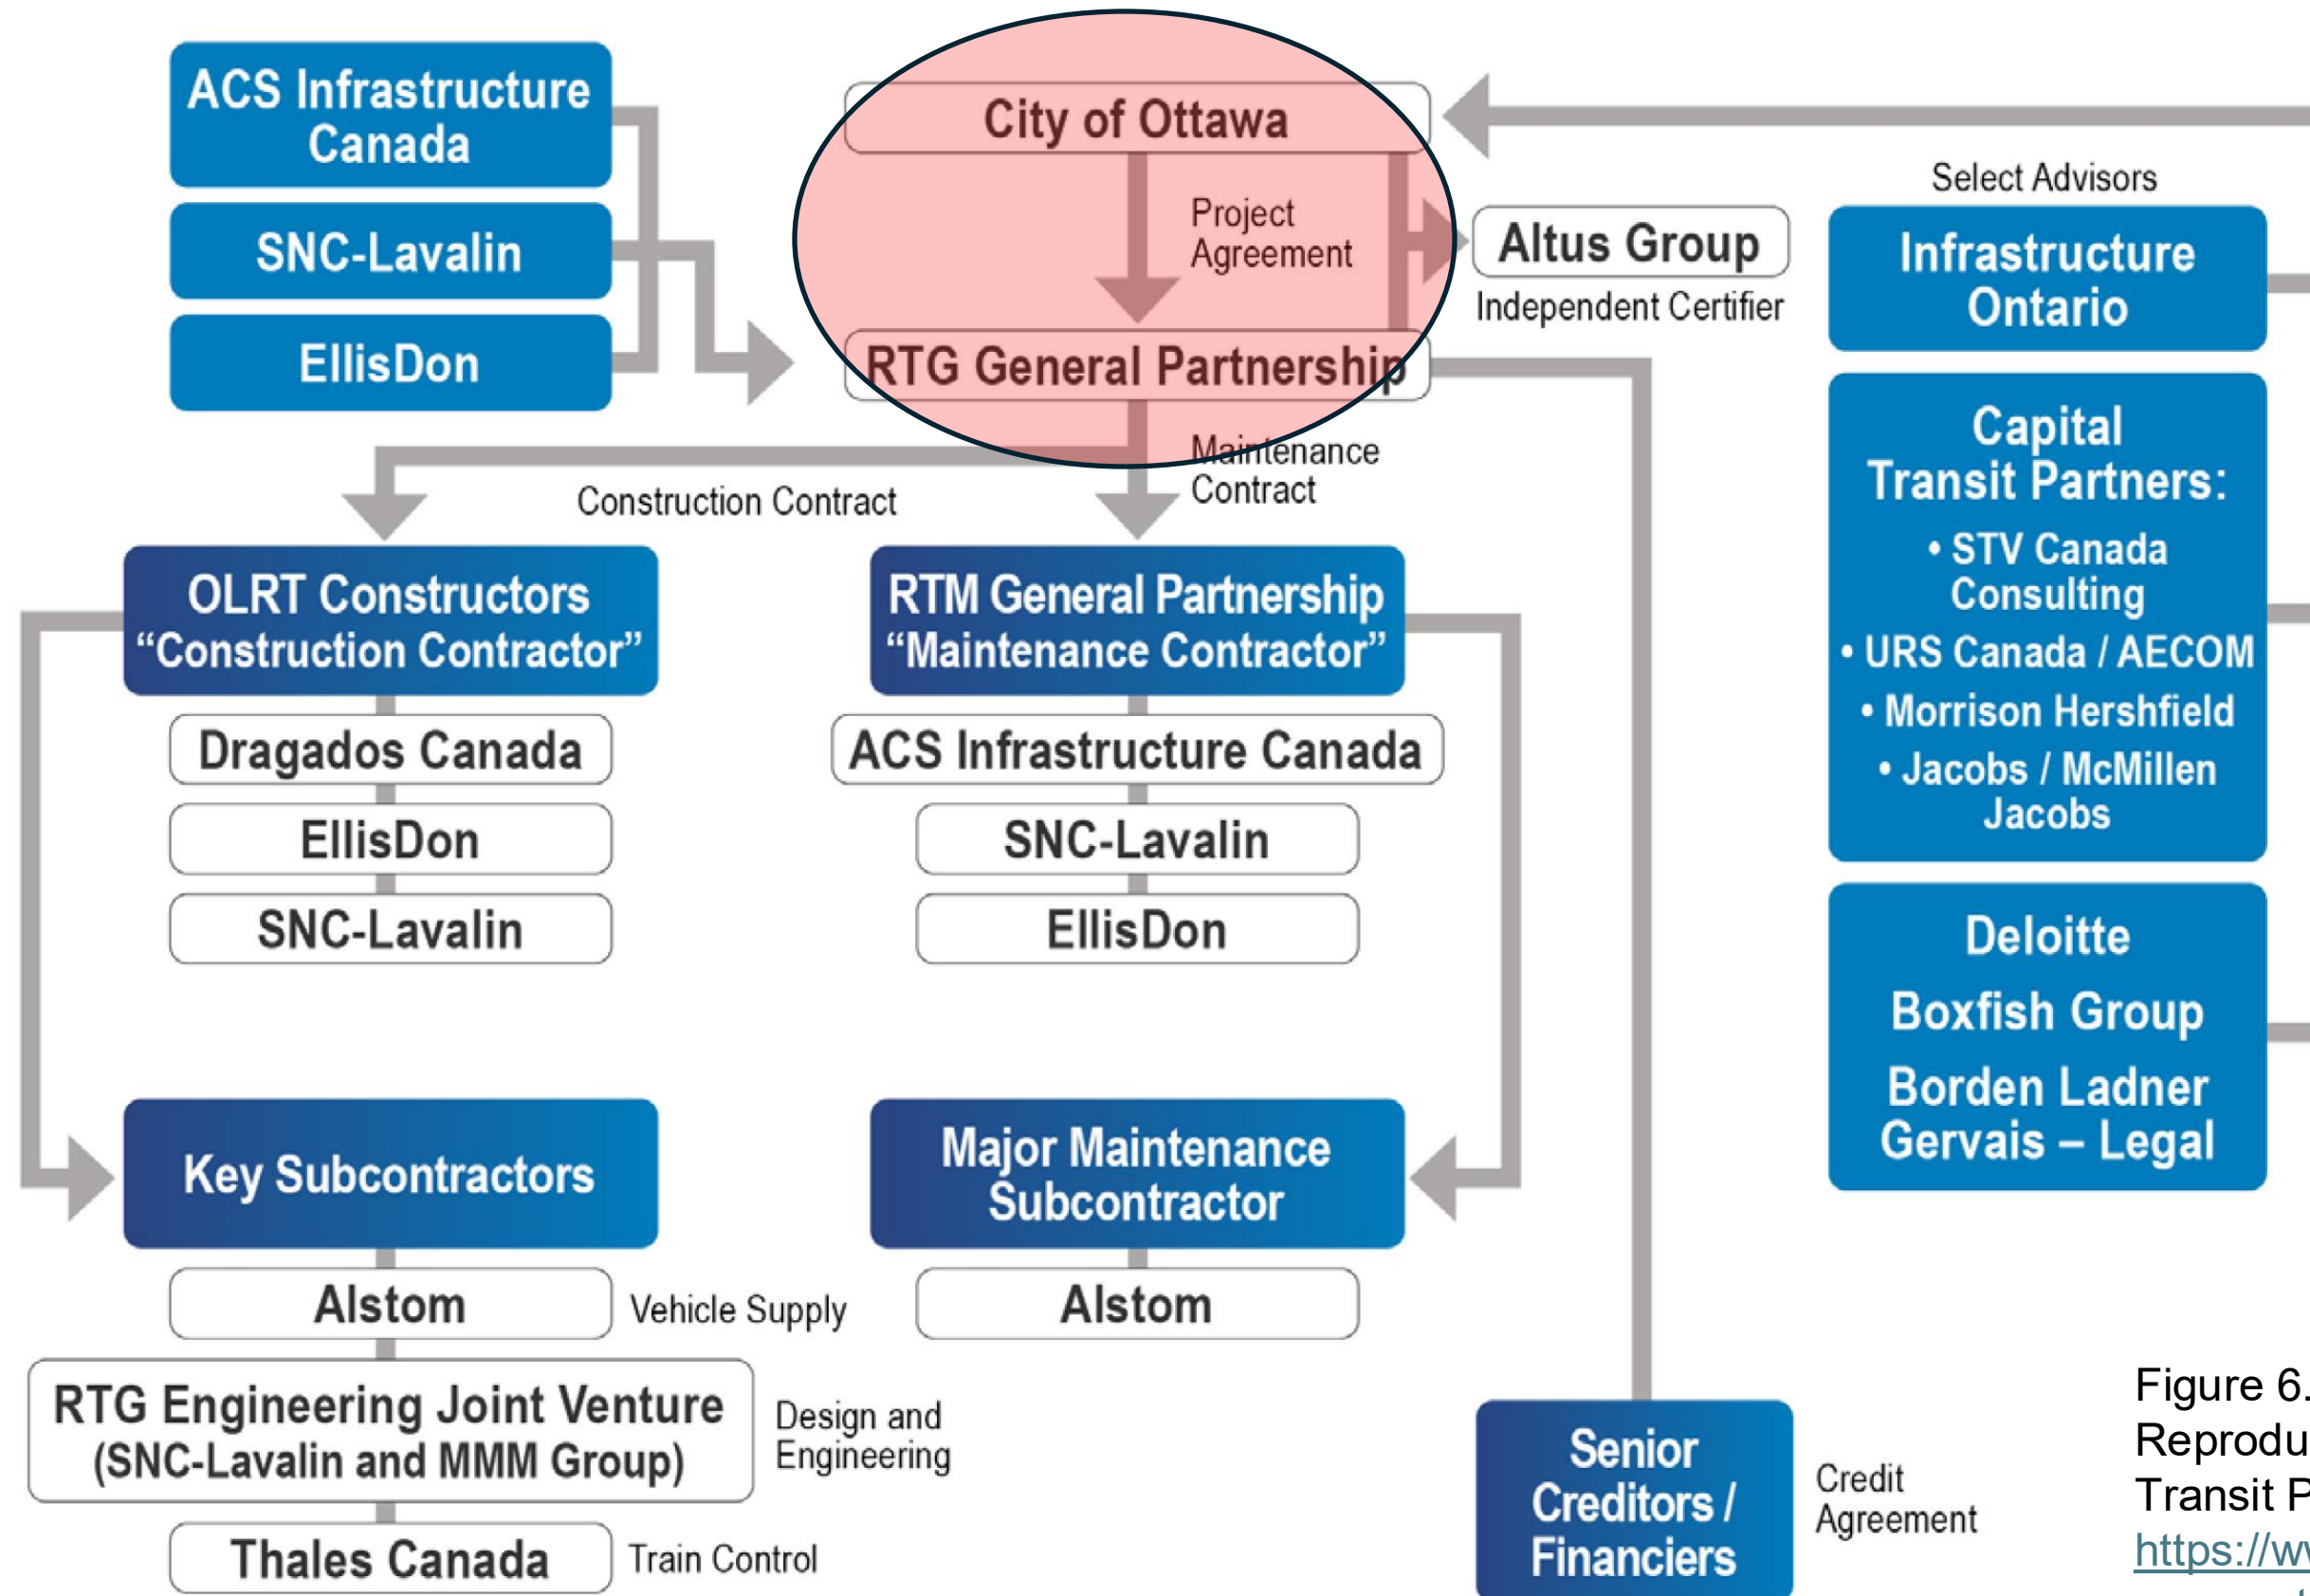 ACS Infrastructure
Canada
SNC-Lavalin
EllisDon
City of Ottawa
Project
Agreement
RTG General Partnership
Altus Group
Independent Certifier
Select Advisors
Infrastructure
Ontario
Capital
Transit Partners:
• STV Canada
Consulting
• URS Canada / AECOM
• Morrison Hershfield
• Jacobs / McMillen
Jacobs
Deloitte
Boxfish Group
Borden Ladner
Gervais – Legal
Construction Contract
Maintenance
Contract
OLRT Constructors
“Construction Contractor”
Dragados Canada
EllisDon
SNC-Lavalin
RTM General Partnership
“Maintenance Contractor”
ACS Infrastructure Canada
SNC-Lavalin
EllisDon
Key Subcontractors
Alstom
Vehicle Supply
RTG Engineering Joint Venture
(SNC-Lavalin and MMM Group)
Design and
Engineering
Thales Canada
Train Control
Major Maintenance
Subcontractor
Alstom
Senior
Creditors /
Financiers
Credit
Agreement
Figure 6.
Reprodu
Transit P
https://w